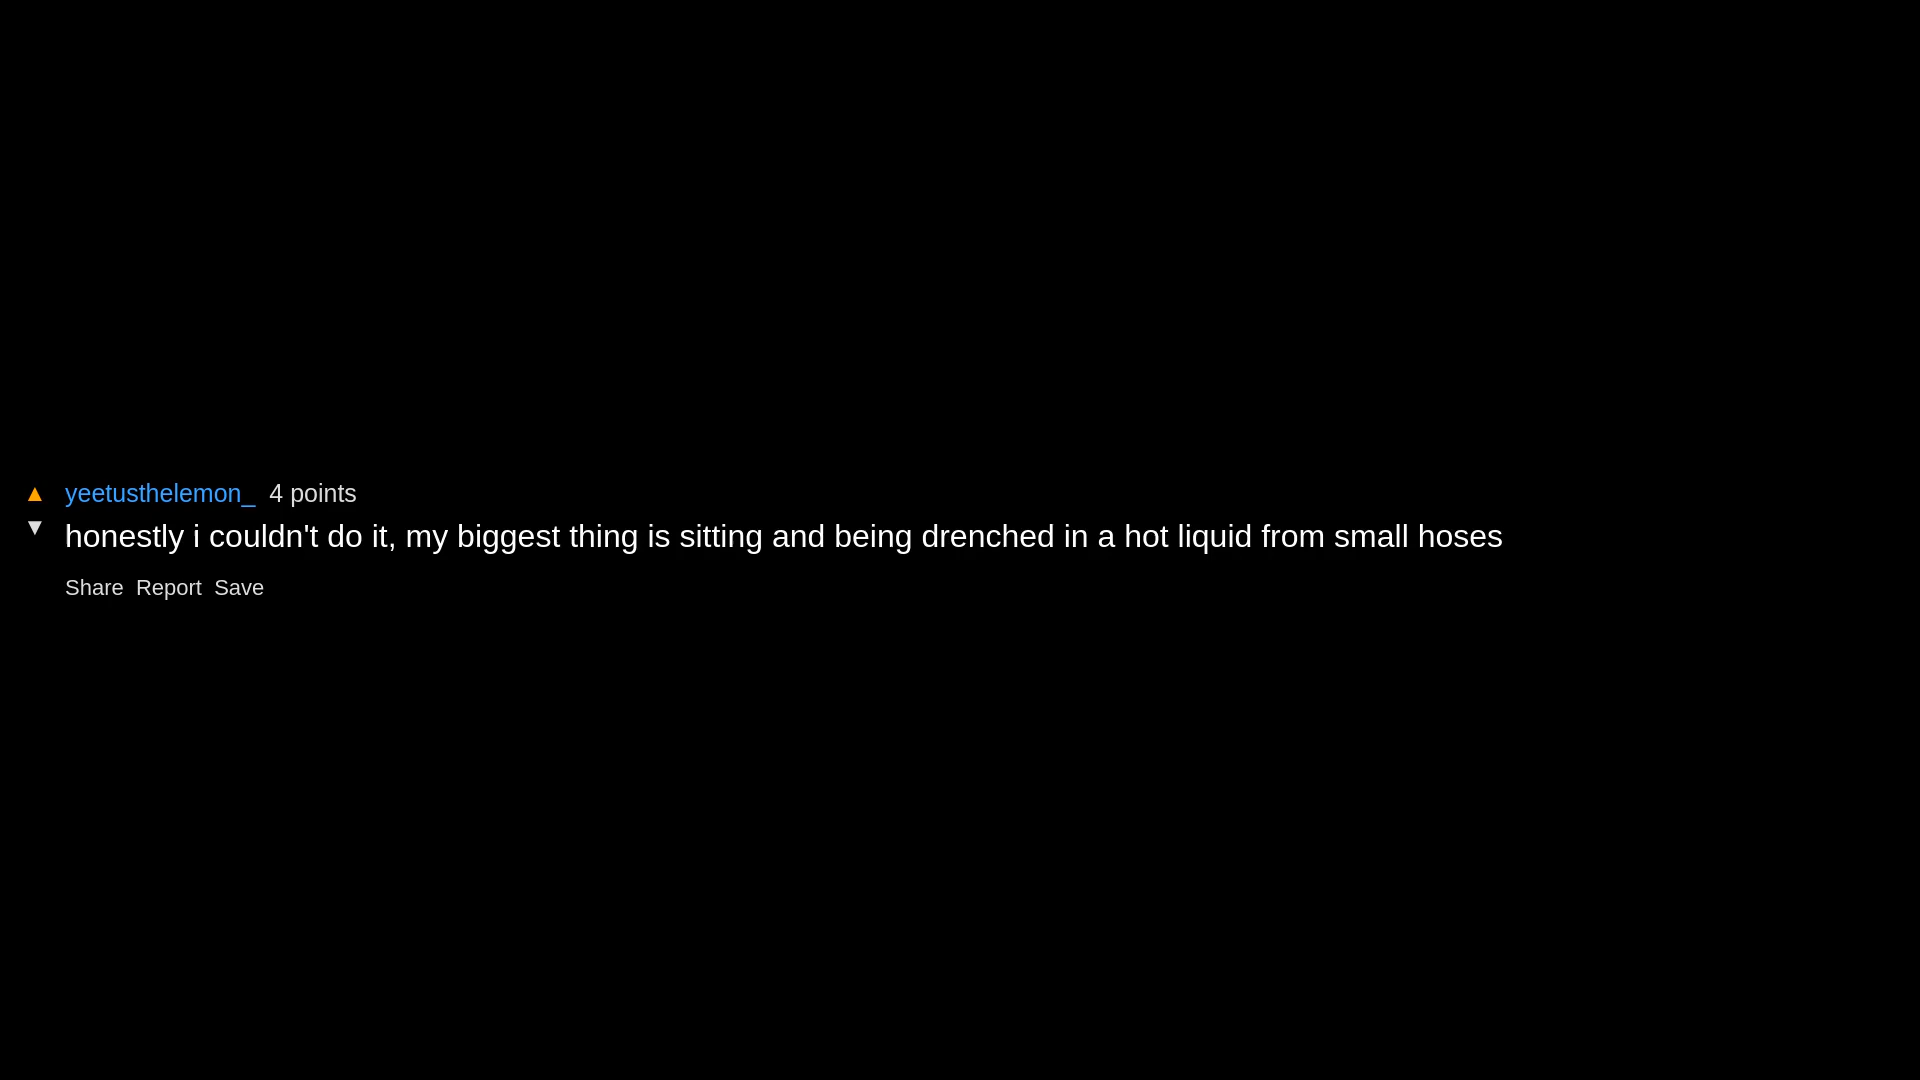 ▲ yeetusthelemon_ 4 points
▼ honestly i couldn't do it, my biggest thing is sitting and being drenched in a hot liquid from small hoses
Share Report Save